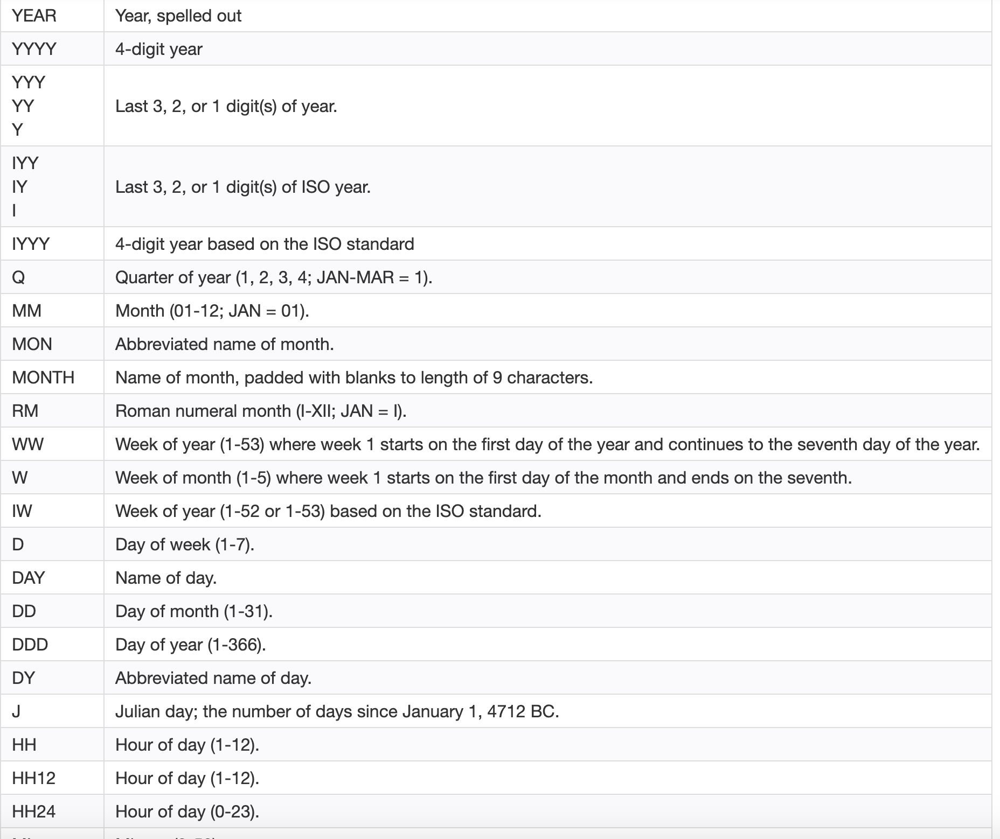 YEAR Year, spelled out
YYYY 4-digit year
YYY
YY Last 3, 2, or 1 digit(s) of year.
Y
IYY
IY Last 3, 2, or 1 digit(s) of ISO year.
I
IYYY 4-digit year based on the ISO standard
Q Quarter of year (1, 2, 3, 4; JAN-MAR = 1).
MM Month (01-12; JAN = 01).
MON Abbreviated name of month.
MONTH Name of month, padded with blanks to length of 9 characters.
RM Roman numeral month (I-XII; JAN = I).
WW Week of year (1-53) where week 1 starts on the first day of the year and continues to the seventh day of the year.
W Week of month (1-5) where week 1 starts on the first day of the month and ends on the seventh.
IW Week of year (1-52 or 1-53) based on the ISO standard.
D Day of week (1-7).
DAY Name of day.
DD Day of month (1-31).
DDD Day of year (1-366).
DY Abbreviated name of day.
J Julian day; the number of days since January 1, 4712 BC.
HH Hour of day (1-12).
HH12 Hour of day (1-12).
HH24 Hour of day (0-23).